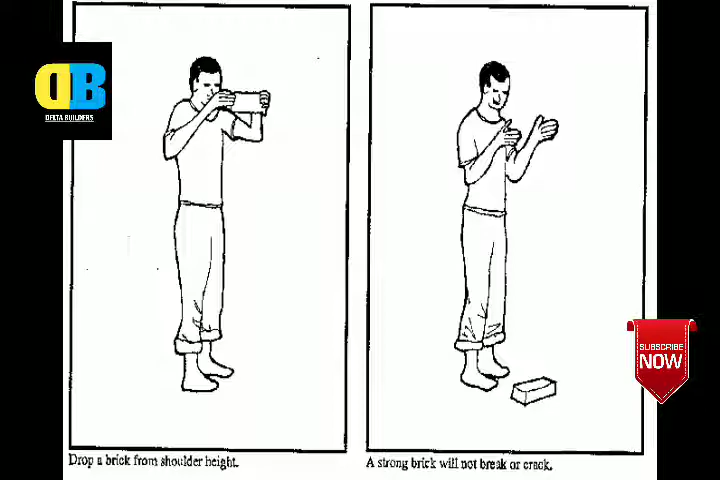 DB
DELTA BUILDERS
Drop a brick from shoulder height.
A strong brick will not break or crack.
SUBSCRIBE
NOW